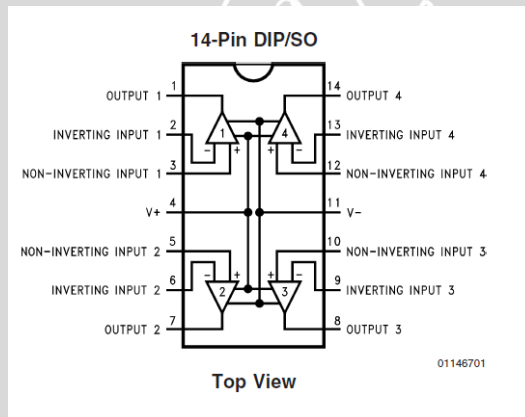 14-Pin DIP/SO
1 14
OUTPUT 1 OUTPUT 4
2 13
INVERTING INPUT 1 1 4 INVERTING INPUT 4
- + + -
3 12
NON-INVERTING INPUT 1 NON-INVERTING INPUT 4
4 11
V+ V-
5 10
NON-INVERTING INPUT 2 NON-INVERTING INPUT 3
6 9
- + + -
INVERTING INPUT 2 2 3 INVERTING INPUT 3
7 8
OUTPUT 2 OUTPUT 3
01146701
Top View